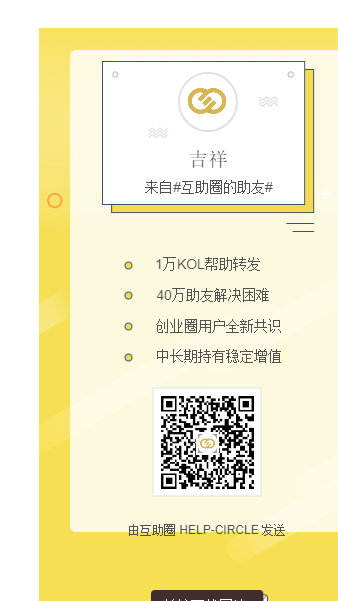 吉祥
来自#互助圈的助友#
1万KOL帮助转发
40万助友解决困难
创业圈用户全新共识
中长期持有稳定增值
由互助圈 HELP-CIRCLE 发送